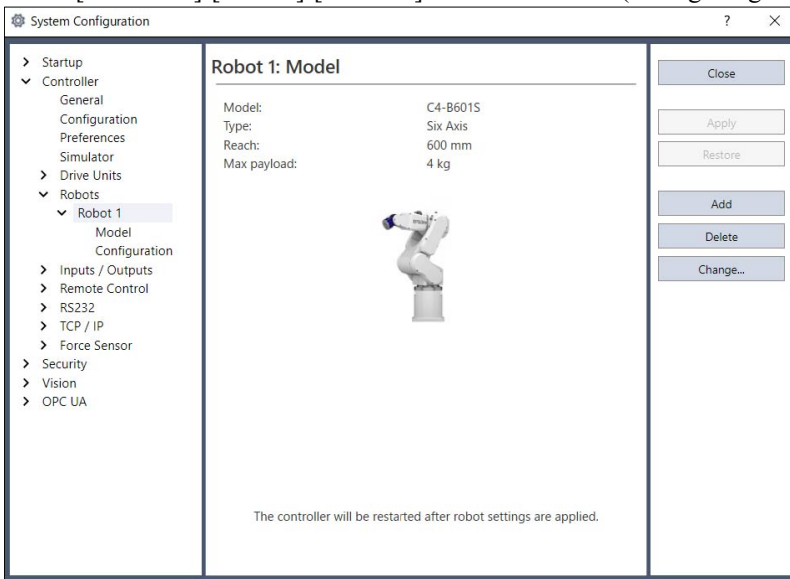 System Configuration
? ×
Startup
Controller
General
Configuration
Preferences
Simulator
Drive Units
Robots
Robot 1
Model
Configuration
Inputs / Outputs
Remote Control
RS232
TCP / IP
Force Sensor
Security
Vision
OPC UA
Robot 1: Model
Model: C4-B601S
Type: Six Axis
Reach: 600 mm
Max payload: 4 kg
The controller will be restarted after robot settings are applied.
Close
Apply
Restore
Add
Delete
Change...